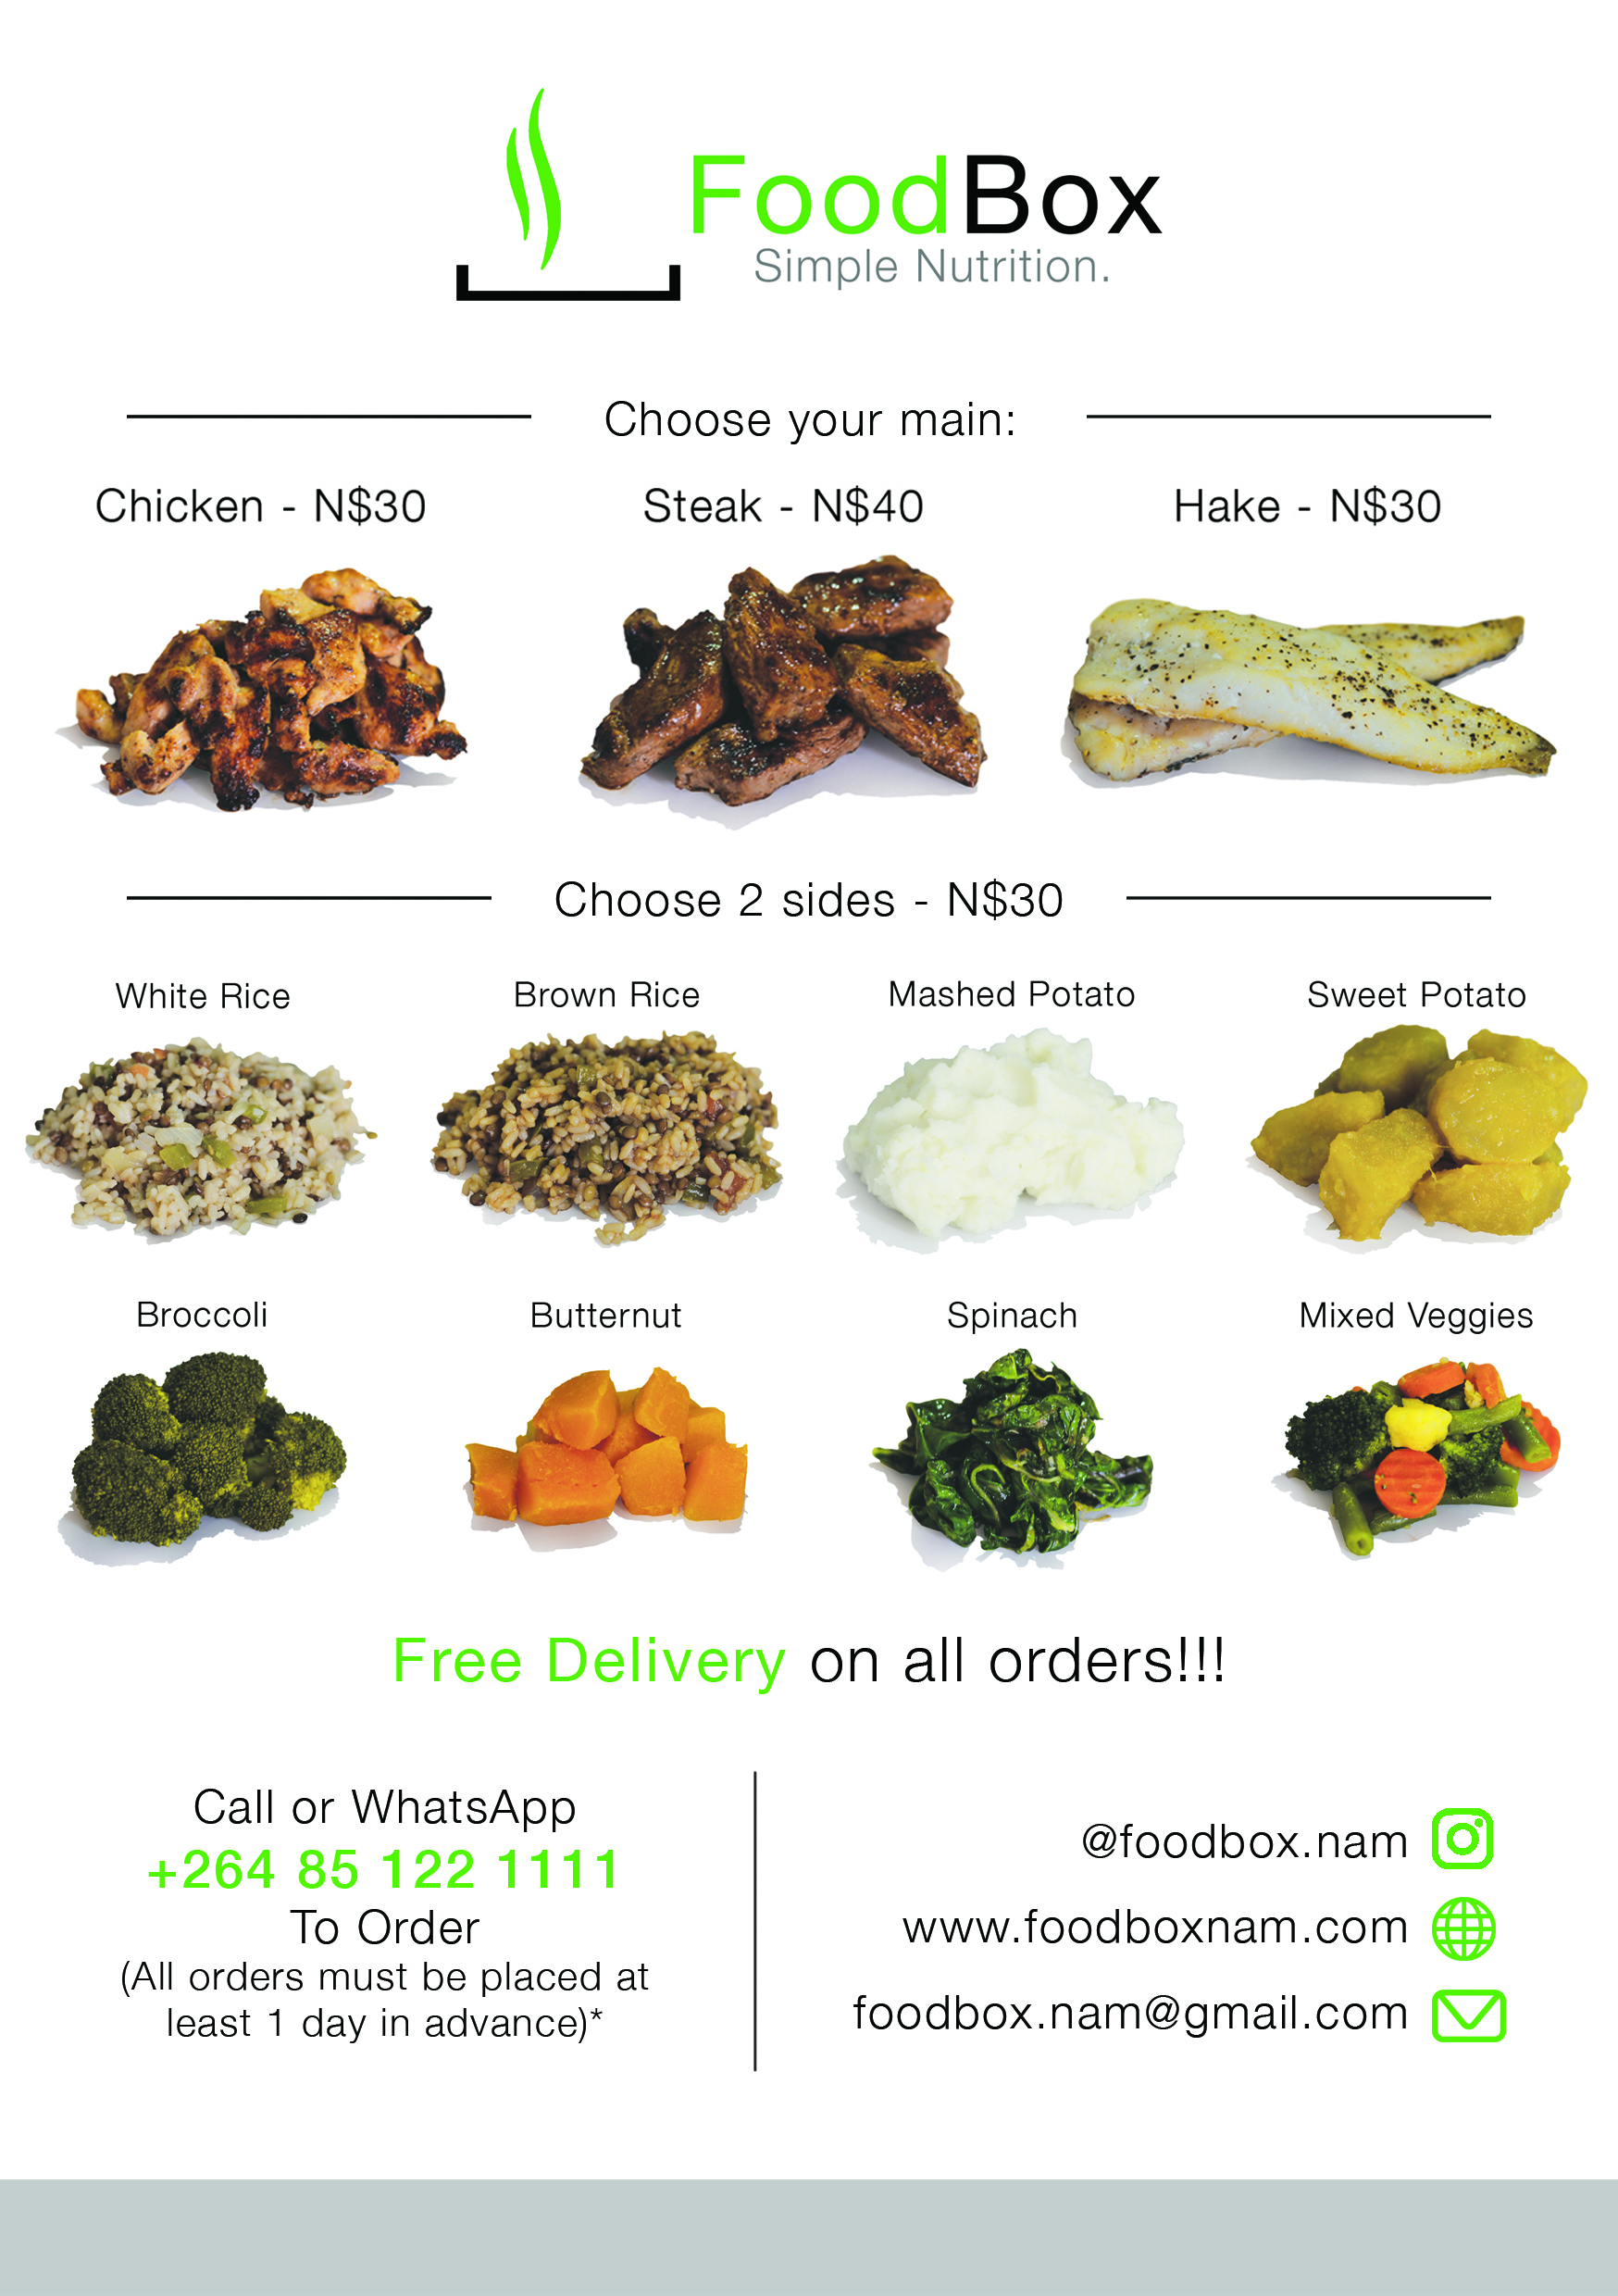 FoodBox
Simple Nutrition.
Choose your main:
Chicken - N$30
Steak - N$40
Hake - N$30
Choose 2 sides - N$30
White Rice
Brown Rice
Mashed Potato
Sweet Potato
Broccoli
Butternut
Spinach
Mixed Veggies
Free Delivery on all orders!!!
Call or WhatsApp
+264 85 122 1111
To Order
(All orders must be placed at
least 1 day in advance)*
@foodbox.nam
www.foodboxnam.com
foodbox.nam@gmail.com